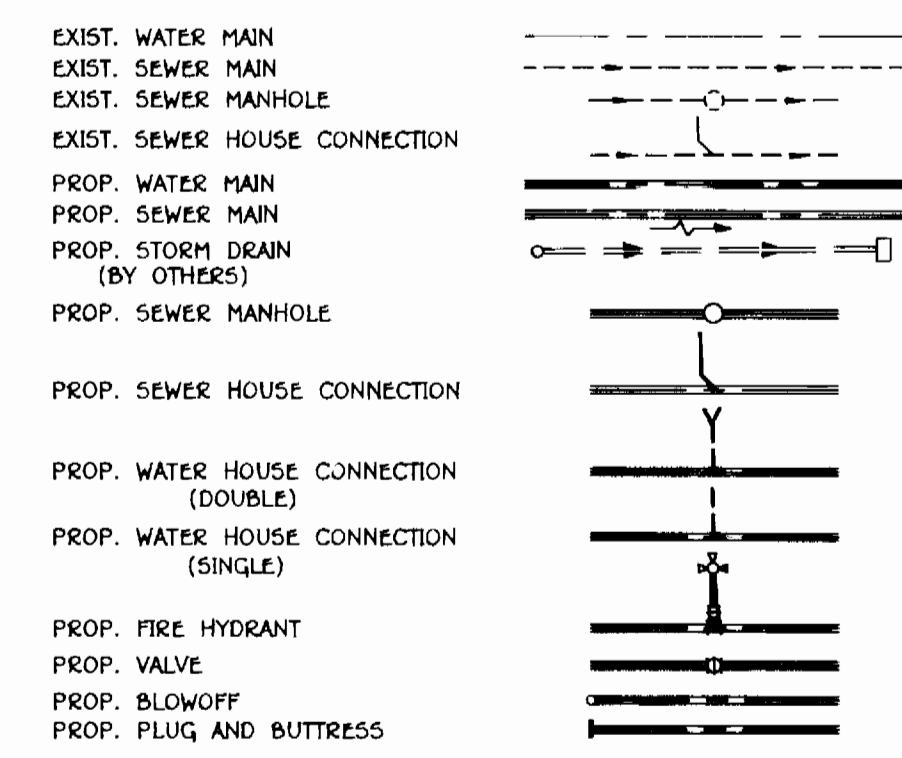 EXIST. WATER MAIN
EXIST. SEWER MAIN
EXIST. SEWER MANHOLE
EXIST. SEWER HOUSE CONNECTION
PROP. WATER MAIN
PROP. SEWER MAIN
PROP. STORM DRAIN
(BY OTHERS)
PROP. SEWER MANHOLE
PROP. SEWER HOUSE CONNECTION
PROP. WATER HOUSE CONNECTION
(DOUBLE)
PROP. WATER HOUSE CONNECTION
(SINGLE)
PROP. FIRE HYDRANT
PROP. VALVE
PROP. BLOWOFF
PROP. PLUG AND BUTTRESS